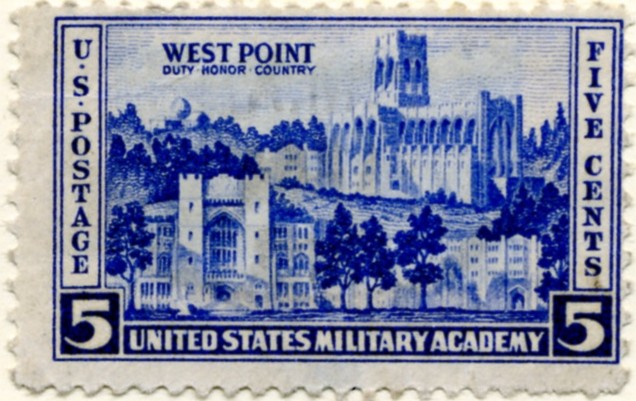 WEST POINT
DUTY·HONOR·COUNTRY
U·S·POSTAGE
FIVE CENTS
5 UNITED STATES MILITARY ACADEMY 5